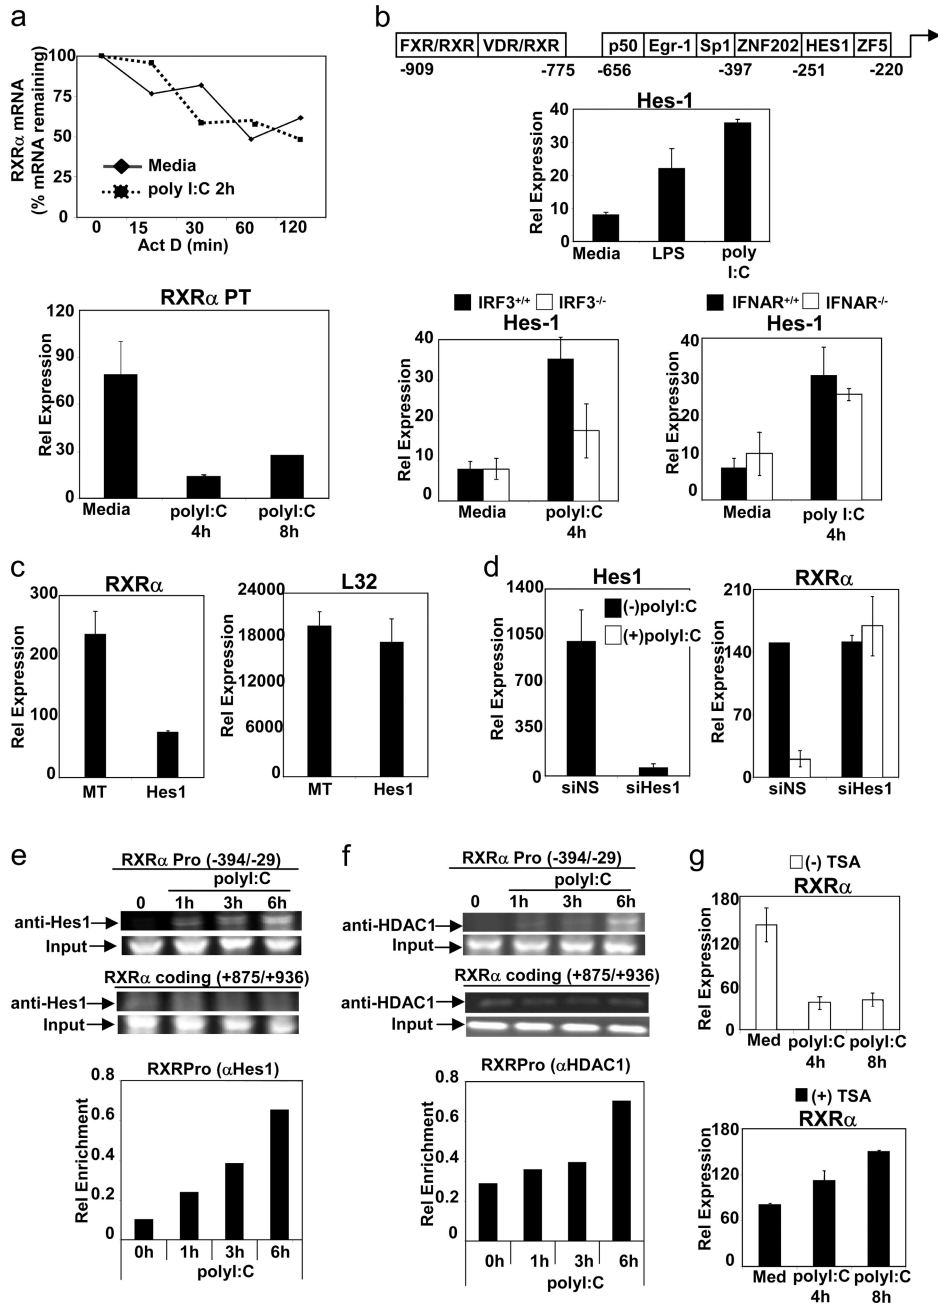 a
RXRα mRNA
(% mRNA remaining)
100
75
50
25
0
Media
poly I:C 2h
0 15 30 60 120
Act D (min)
RXRα PT
Rel Expression
120
90
60
30
0
Media polyI:C 4h polyI:C 8h
b
FXR/RXR VDR/RXR p50 Egr-1 Sp1 ZNF202 HES1 ZF5
-909 -775 -656 -397 -251 -220
Hes-1
Rel Expression
40
30
20
10
0
Media LPS poly I:C
IRF3+/+ IRF3-/-
Hes-1
Rel Expression
40
30
20
10
0
Media polyI:C 4h
IFNAR+/+ IFNAR-/-
Hes-1
Rel Expression
40
30
20
10
0
Media poly I:C 4h
c
RXRα
Rel Expression
300
200
100
0
MT Hes1
L32
Rel Expression
24000
18000
12000
6000
0
MT Hes1
d
Hes1
Rel Expression
1400
1050
700
350
0
(-)polyI:C
(+)polyI:C
siNS siHes1
RXRα
Rel Expression
210
140
70
0
siNS siHes1
e
RXRα Pro (-394/-29)
polyI:C
0 1h 3h 6h
anti-Hes1
Input
RXRα coding (+875/+936)
anti-Hes1
Input
RXRPro (αHes1)
Rel Enrichment
0.8
0.6
0.4
0.2
0
0h 1h 3h 6h
polyI:C
f
RXRα Pro (-394/-29)
polyI:C
0 1h 3h 6h
anti-HDAC1
Input
RXRα coding (+875/+936)
anti-HDAC1
Input
RXRPro (αHDAC1)
Rel Enrichment
0.8
0.6
0.4
0.2
0
0h 1h 3h 6h
polyI:C
g
(-) TSA
RXRα
Rel Expression
180
120
60
0
Med polyI:C 4h polyI:C 8h
(+) TSA
RXRα
Rel Expression
180
120
60
0
Med polyI:C 4h polyI:C 8h